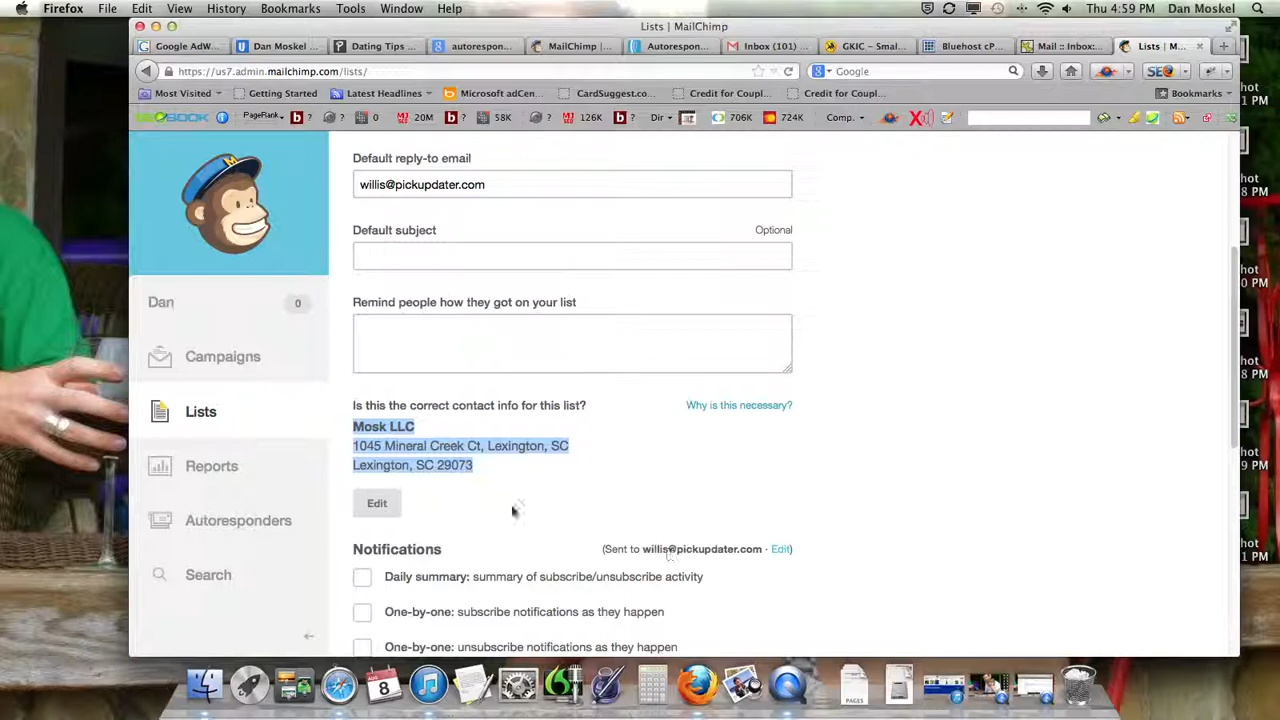 Firefox File Edit View History Bookmarks Tools Window Help Thu 4:59 PM Dan Moskel
Lists | MailChimp
Google AdW... Dan Moskel ... Dating Tips ... autorespon... MailChimp |... Autorespon... Inbox (101) ... GKIC – Smal... Bluehost cP... Mail :: Inbox:... Lists | M...
https://us7.admin.mailchimp.com/lists/ Google
Most Visited Getting Started Latest Headlines Microsoft adCen... CardSuggest.co... Credit for Coupl... Credit for Coupl... Bookmarks
PageRank: 0 20M 58K 126K Dir 706K 724K Comp.
Default reply-to email
willis@pickupdater.com
Default subject Optional
Dan 0
Remind people how they got on your list
Campaigns
Is this the correct contact info for this list? Why is this necessary?
Lists
Mosk LLC
1045 Mineral Creek Ct, Lexington, SC
Lexington, SC 29073
Reports
Edit
Autoresponders
Notifications (Sent to willis@pickupdater.com · Edit)
Search
Daily summary: summary of subscribe/unsubscribe activity
One-by-one: subscribe notifications as they happen
One-by-one: unsubscribe notifications as they happen
AUG
8
PAGES